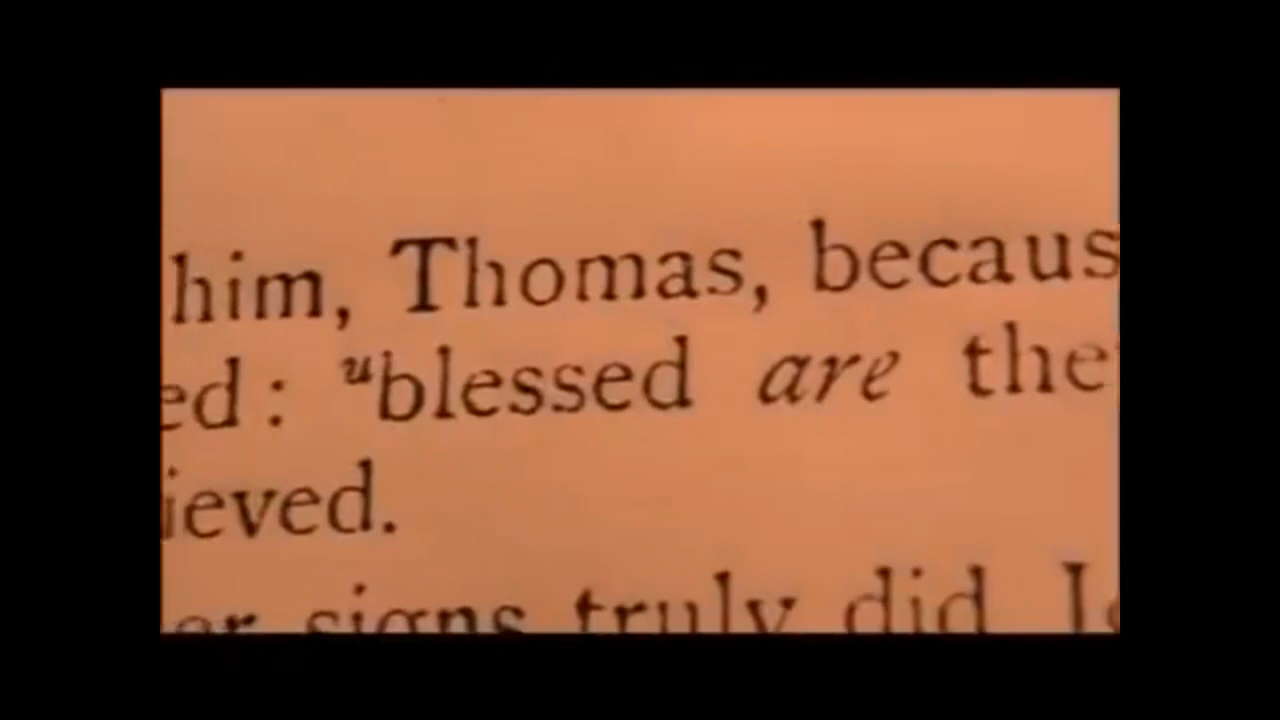 him, Thomas, becaus
ed: ᵘblessed are the
ieved.
er signs truly did J